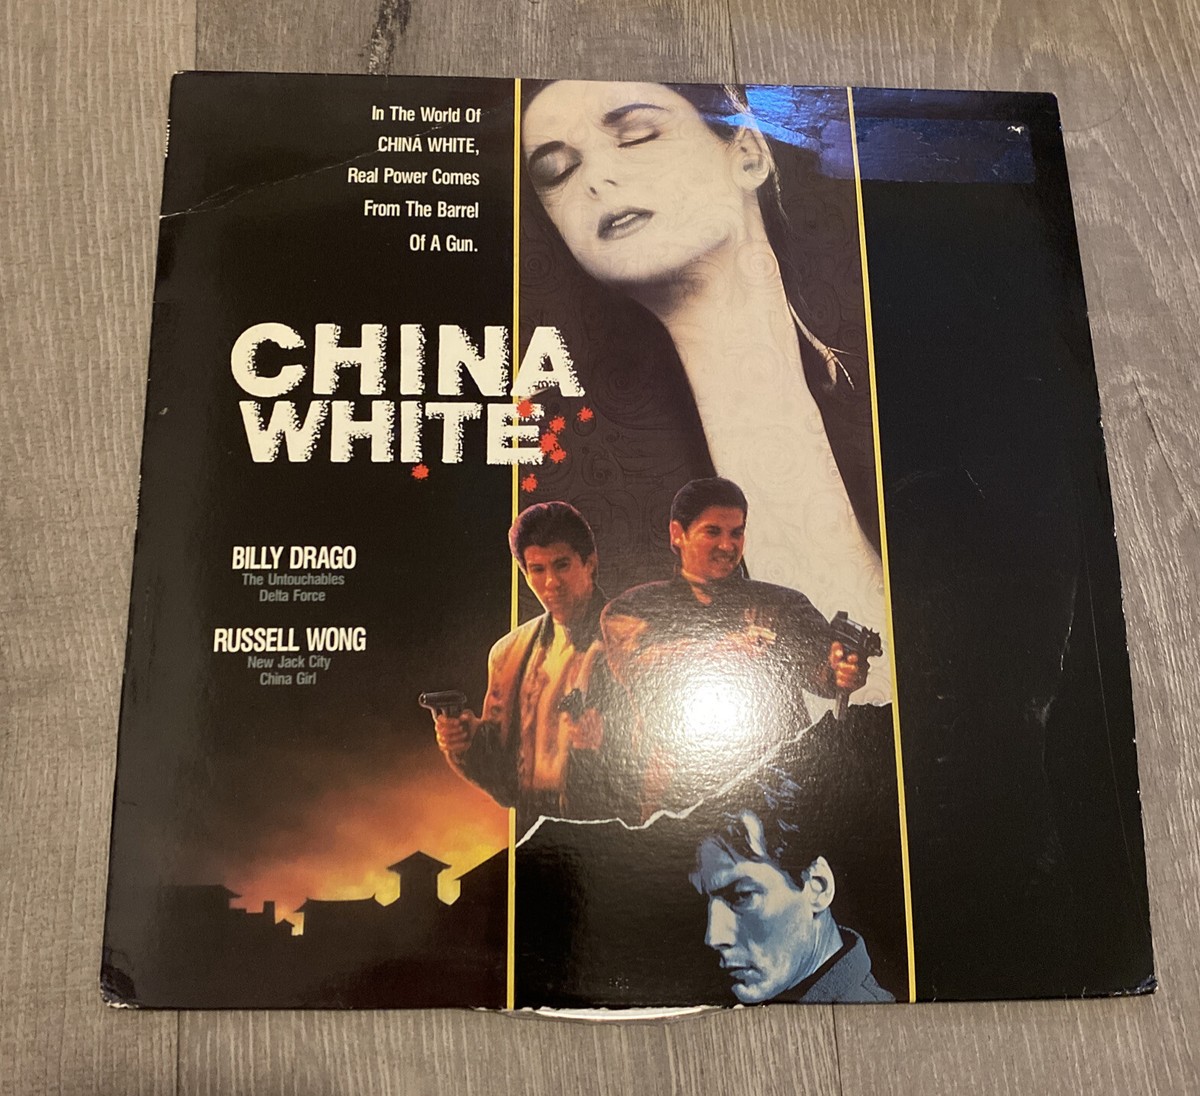 In The World Of
CHINA WHITE,
Real Power Comes
From The Barrel
Of A Gun.
CHINA
WHITE
BILLY DRAGO
The Untouchables
Delta Force
RUSSELL WONG
New Jack City
China Girl